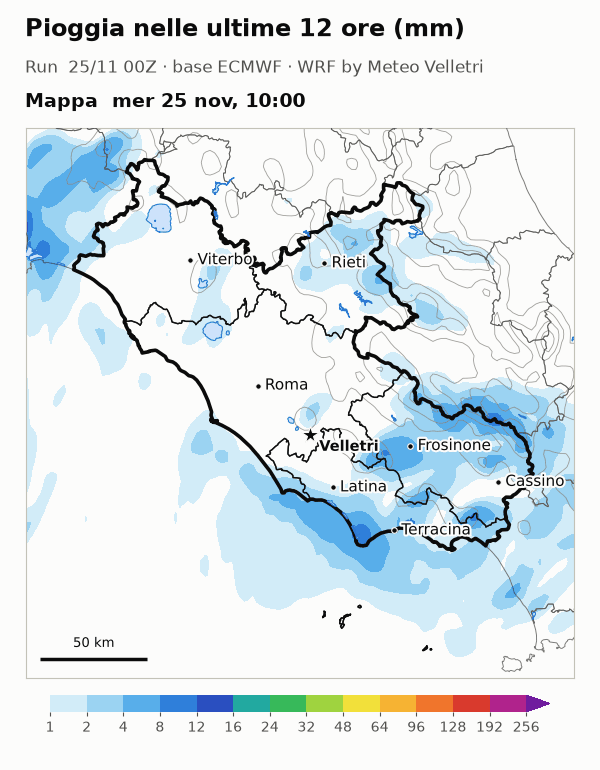 Pioggia nelle ultime 12 ore (mm)
Run  25/11 00Z · base ECMWF · WRF by Meteo Velletri
Mappa  mer 25 nov, 10:00
Viterbo
Rieti
Roma
Velletri
Frosinone
Latina
Cassino
Terracina
50 km
1 2 4 8 12 16 24 32 48 64 96 128 192 256